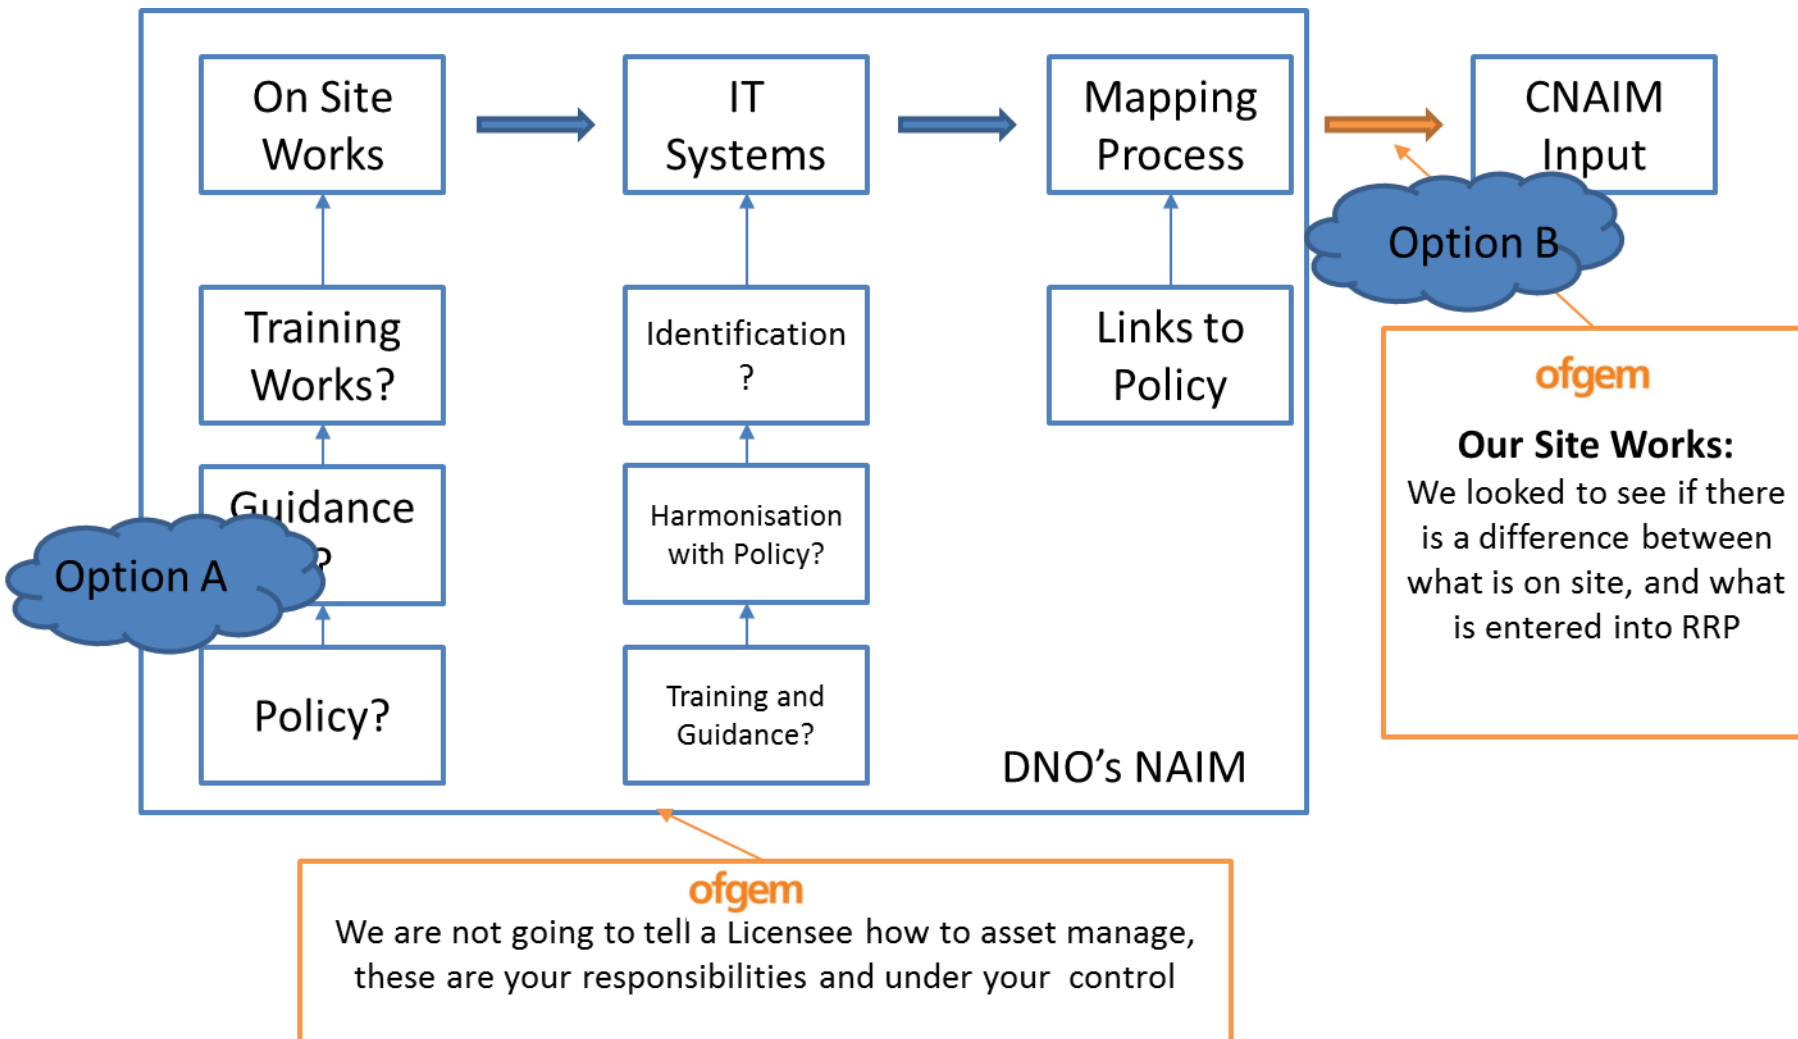 On Site
Works
IT
Systems
Mapping
Process
CNAIM
Input
Option B
Training
Works?
Identification
?
Links to
Policy
Guidance
?
Option A
Harmonisation
with Policy?
Policy?
Training and
Guidance?
DNO's NAIM
ofgem
Our Site Works:
We looked to see if there
is a difference between
what is on site, and what
is entered into RRP
ofgem
We are not going to tell a Licensee how to asset manage,
these are your responsibilities and under your control